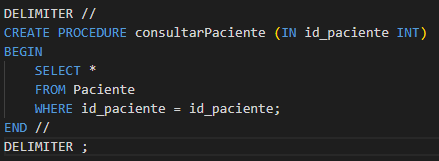 DELIMITER //
CREATE PROCEDURE consultarPaciente (IN id_paciente INT)
BEGIN
    SELECT *
    FROM Paciente
    WHERE id_paciente = id_paciente;
END //
DELIMITER ;